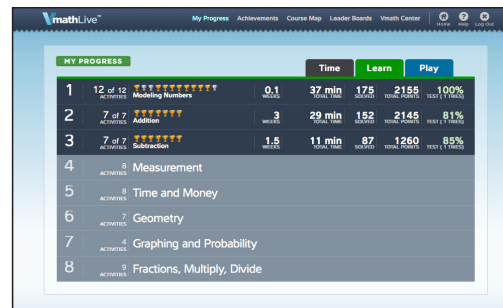 VmathLive™
My Progress Achievements Course Map Leader Boards Vmath Center Home Help Log Out
MY PROGRESS
Time Learn Play
1 12 of 12 ACTIVITIES Modeling Numbers 0.1 WEEKS 37 min TOTAL TIME 175 SOLVED 2155 TOTAL POINTS 100% TEST ( 1 TRIES)
2 7 of 7 ACTIVITIES Addition 3 WEEKS 29 min TOTAL TIME 152 SOLVED 2145 TOTAL POINTS 81% TEST ( 1 TRIES)
3 7 of 7 ACTIVITIES Subtraction 1.5 WEEKS 11 min TOTAL TIME 87 SOLVED 1260 TOTAL POINTS 85% TEST ( 1 TRIES)
4 8 ACTIVITIES Measurement
5 8 ACTIVITIES Time and Money
6 7 ACTIVITIES Geometry
7 4 ACTIVITIES Graphing and Probability
8 9 ACTIVITIES Fractions, Multiply, Divide